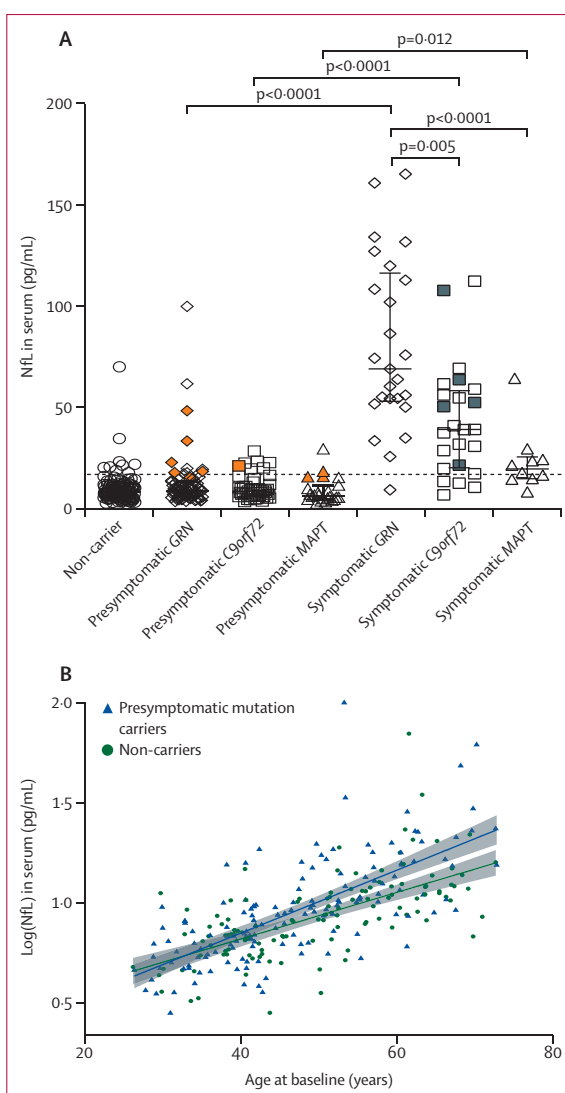 A
p=0·012
p<0·0001
p<0·0001
p<0·0001
p=0·005
200
150
100
50
0
NfL in serum (pg/mL)
Non-carrier
Presymptomatic GRN
Presymptomatic C9orf72
Presymptomatic MAPT
Symptomatic GRN
Symptomatic C9orf72
Symptomatic MAPT
B
2·0
1·5
1·0
0·5
Log(NfL) in serum (pg/mL)
Presymptomatic mutation
carriers
Non-carriers
20
40
60
80
Age at baseline (years)